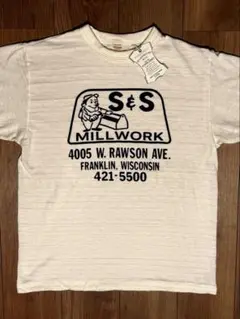 S & S
MILLWORK
4005 W. RAWSON AVE.
FRANKLIN, WISCONSIN
421-5500